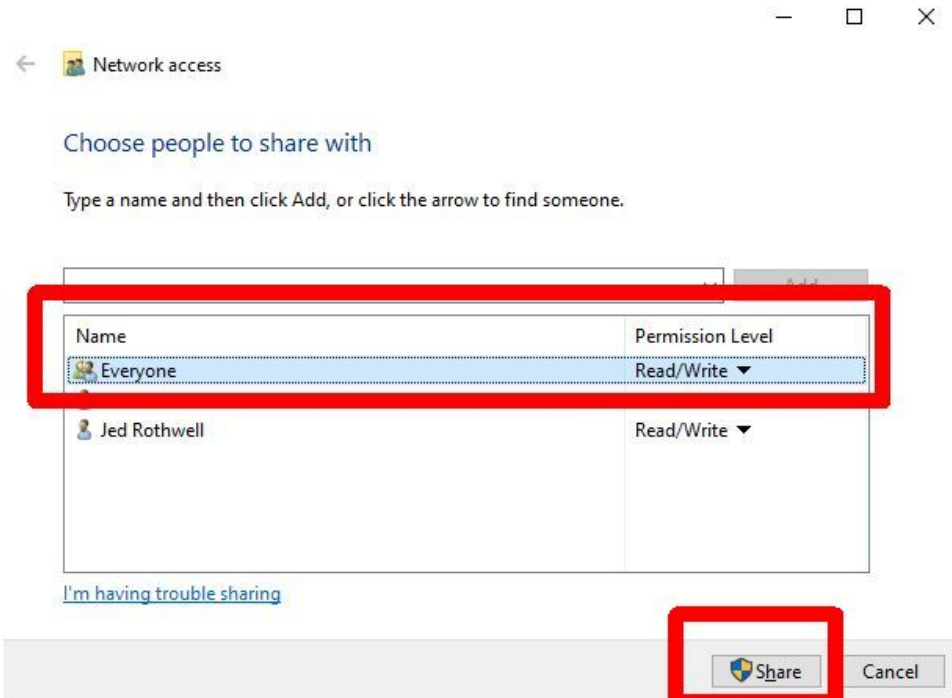 Network access
Choose people to share with
Type a name and then click Add, or click the arrow to find someone.
Add
Name Permission Level
Everyone Read/Write
Jed Rothwell Read/Write
I'm having trouble sharing
Share Cancel